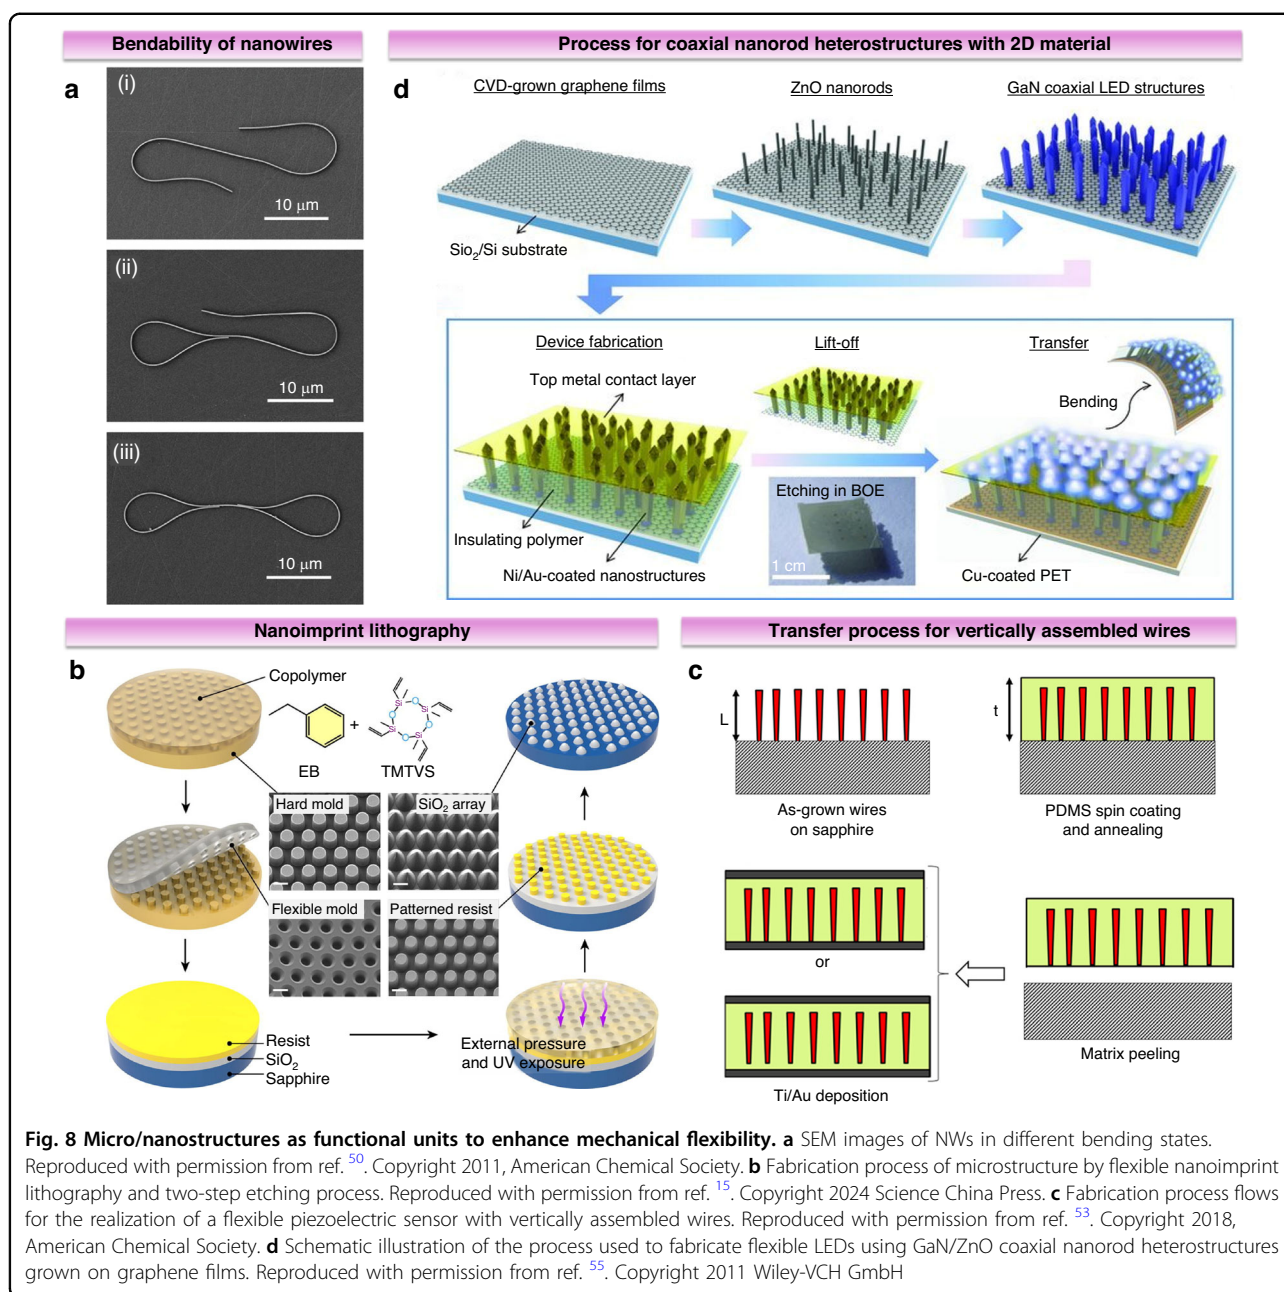 Bendability of nanowires
a
(i)
10 μm
(ii)
10 μm
(iii)
10 μm
Process for coaxial nanorod heterostructures with 2D material
d
CVD-grown graphene films
ZnO nanorods
GaN coaxial LED structures
Sio2/Si substrate
Device fabrication
Lift-off
Transfer
Top metal contact layer
Bending
Etching in BOE
1 cm
Insulating polymer
Ni/Au-coated nanostructures
Cu-coated PET
Nanoimprint lithography
b
Copolymer
Si
O
Si
O
Si
O
Si
O
+
EB
TMTVS
Hard mold
SiO2 array
Flexible mold
Patterned resist
Resist
SiO2
Sapphire
External pressure
and UV exposure
Transfer process for vertically assembled wires
c
L
t
As-grown wires
on sapphire
PDMS spin coating
and annealing
or
Ti/Au deposition
Matrix peeling
Fig. 8 Micro/nanostructures as functional units to enhance mechanical flexibility. a SEM images of NWs in different bending states.
Reproduced with permission from ref. 50. Copyright 2011, American Chemical Society. b Fabrication process of microstructure by flexible nanoimprint
lithography and two-step etching process. Reproduced with permission from ref. 15. Copyright 2024 Science China Press. c Fabrication process flows
for the realization of a flexible piezoelectric sensor with vertically assembled wires. Reproduced with permission from ref. 53. Copyright 2018,
American Chemical Society. d Schematic illustration of the process used to fabricate flexible LEDs using GaN/ZnO coaxial nanorod heterostructures
grown on graphene films. Reproduced with permission from ref. 55. Copyright 2011 Wiley-VCH GmbH